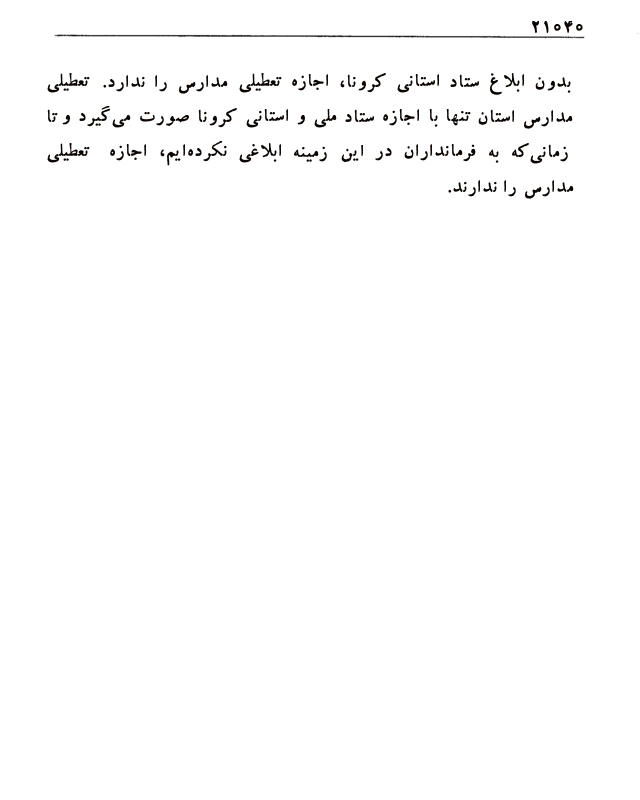 ۲۱۰۴۰
بدون ابلاغ ستاد استانی کرونا، اجازه تعطیلی مدارس را ندارد. تعطیلی
مدارس استان تنها با اجازه ستاد ملی و استانی کرونا صورت می‌گیرد و تا
زمانی‌که به فرمانداران در این زمینه ابلاغی نکرده‌ایم، اجازه تعطیلی
مدارس را ندارند.